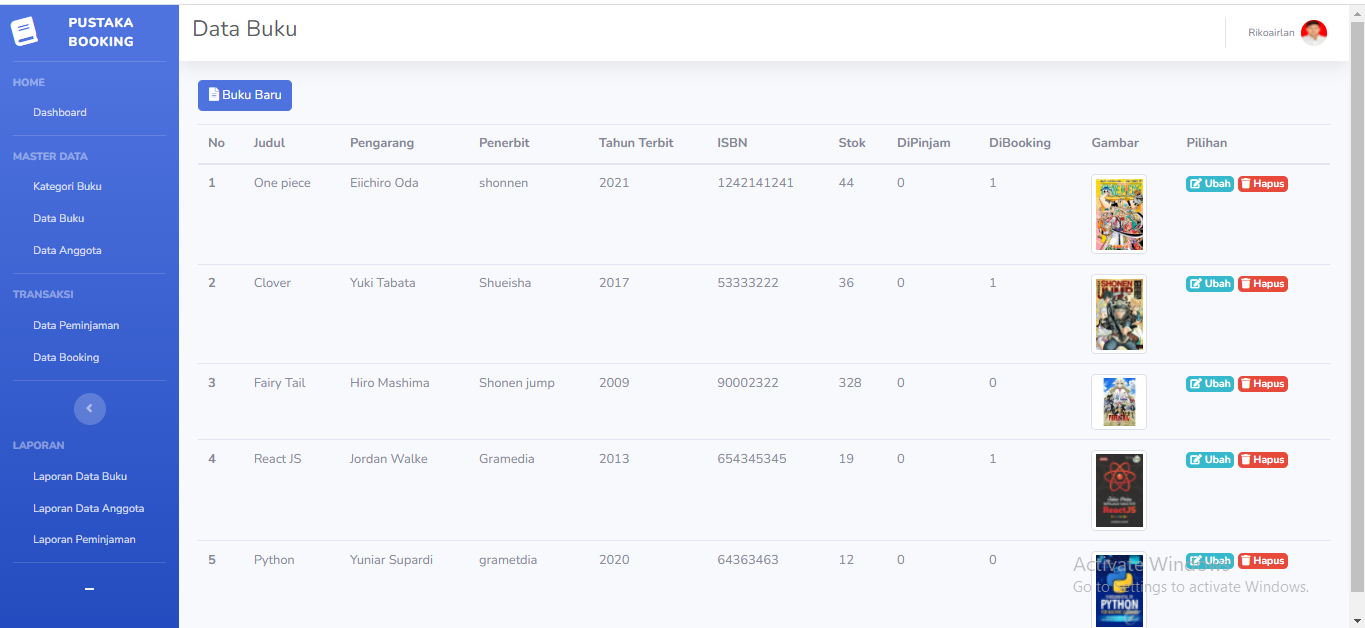 PUSTAKA
BOOKING
Data Buku
Rikoairlan
HOME
Dashboard
MASTER DATA
Kategori Buku
Data Buku
Data Anggota
TRANSAKSI
Data Peminjaman
Data Booking
LAPORAN
Laporan Data Buku
Laporan Data Anggota
Laporan Peminjaman
Buku Baru
No Judul Pengarang Penerbit Tahun Terbit ISBN Stok DiPinjam DiBooking Gambar Pilihan
1 One piece Eiichiro Oda shonnen 2021 1242141241 44 0 1 Ubah Hapus
2 Clover Yuki Tabata Shueisha 2017 53333222 36 0 1 Ubah Hapus
SHONEN
JUMP
3 Fairy Tail Hiro Mashima Shonen jump 2009 90002322 328 0 0 Ubah Hapus
4 React JS Jordan Walke Gramedia 2013 654345345 19 0 1 Ubah Hapus
ReactJS
5 Python Yuniar Supardi grametdia 2020 64363463 12 0 0 Ubah Hapus
PYTHON
Activate Windows
Go to Settings to activate Windows.